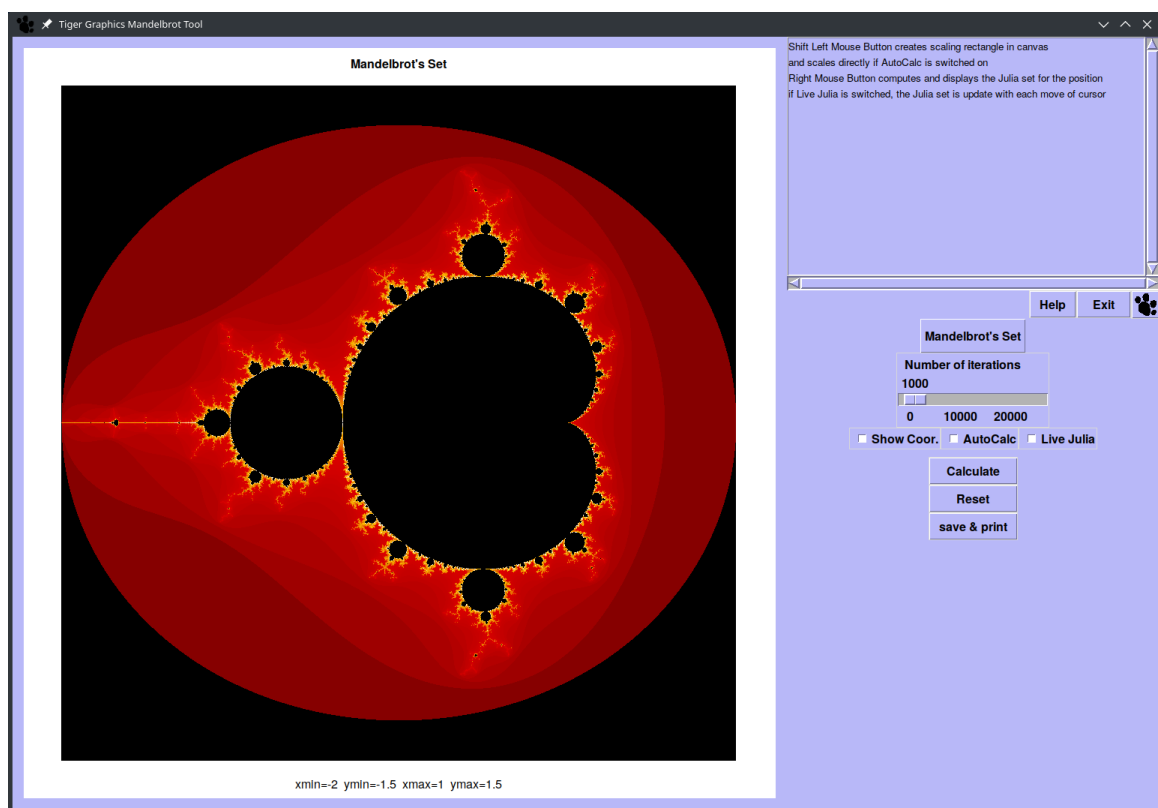 Tiger Graphics Mandelbrot Tool
Mandelbrot's Set
xmin=-2 ymin=-1.5 xmax=1 ymax=1.5
Shift Left Mouse Button creates scaling rectangle in canvas
and scales directly if AutoCalc is switched on
Right Mouse Button computes and displays the Julia set for the position
if Live Julia is switched, the Julia set is update with each move of cursor
Help Exit
Mandelbrot's Set
Number of iterations
1000
0 10000 20000
Show Coor. AutoCalc Live Julia
Calculate
Reset
save & print